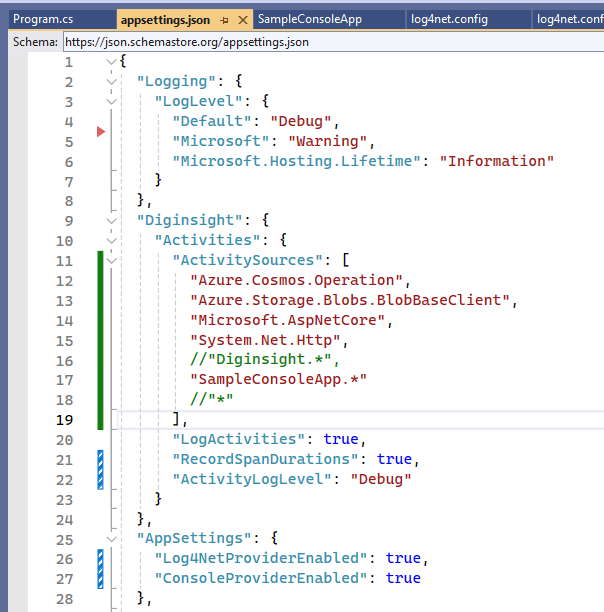 Program.cs appsettings.json SampleConsoleApp log4net.config log4net.config
Schema: https://json.schemastore.org/appsettings.json
1 {
2 "Logging": {
3 "LogLevel": {
4 "Default": "Debug",
5 "Microsoft": "Warning",
6 "Microsoft.Hosting.Lifetime": "Information"
7 }
8 },
9 "Diginsight": {
10 "Activities": {
11 "ActivitySources": [
12 "Azure.Cosmos.Operation",
13 "Azure.Storage.Blobs.BlobBaseClient",
14 "Microsoft.AspNetCore",
15 "System.Net.Http",
16 //"Diginsight.*",
17 "SampleConsoleApp.*"
18 //"*"
19 ],
20 "LogActivities": true,
21 "RecordSpanDurations": true,
22 "ActivityLogLevel": "Debug"
23 }
24 },
25 "AppSettings": {
26 "Log4NetProviderEnabled": true,
27 "ConsoleProviderEnabled": true
28 },